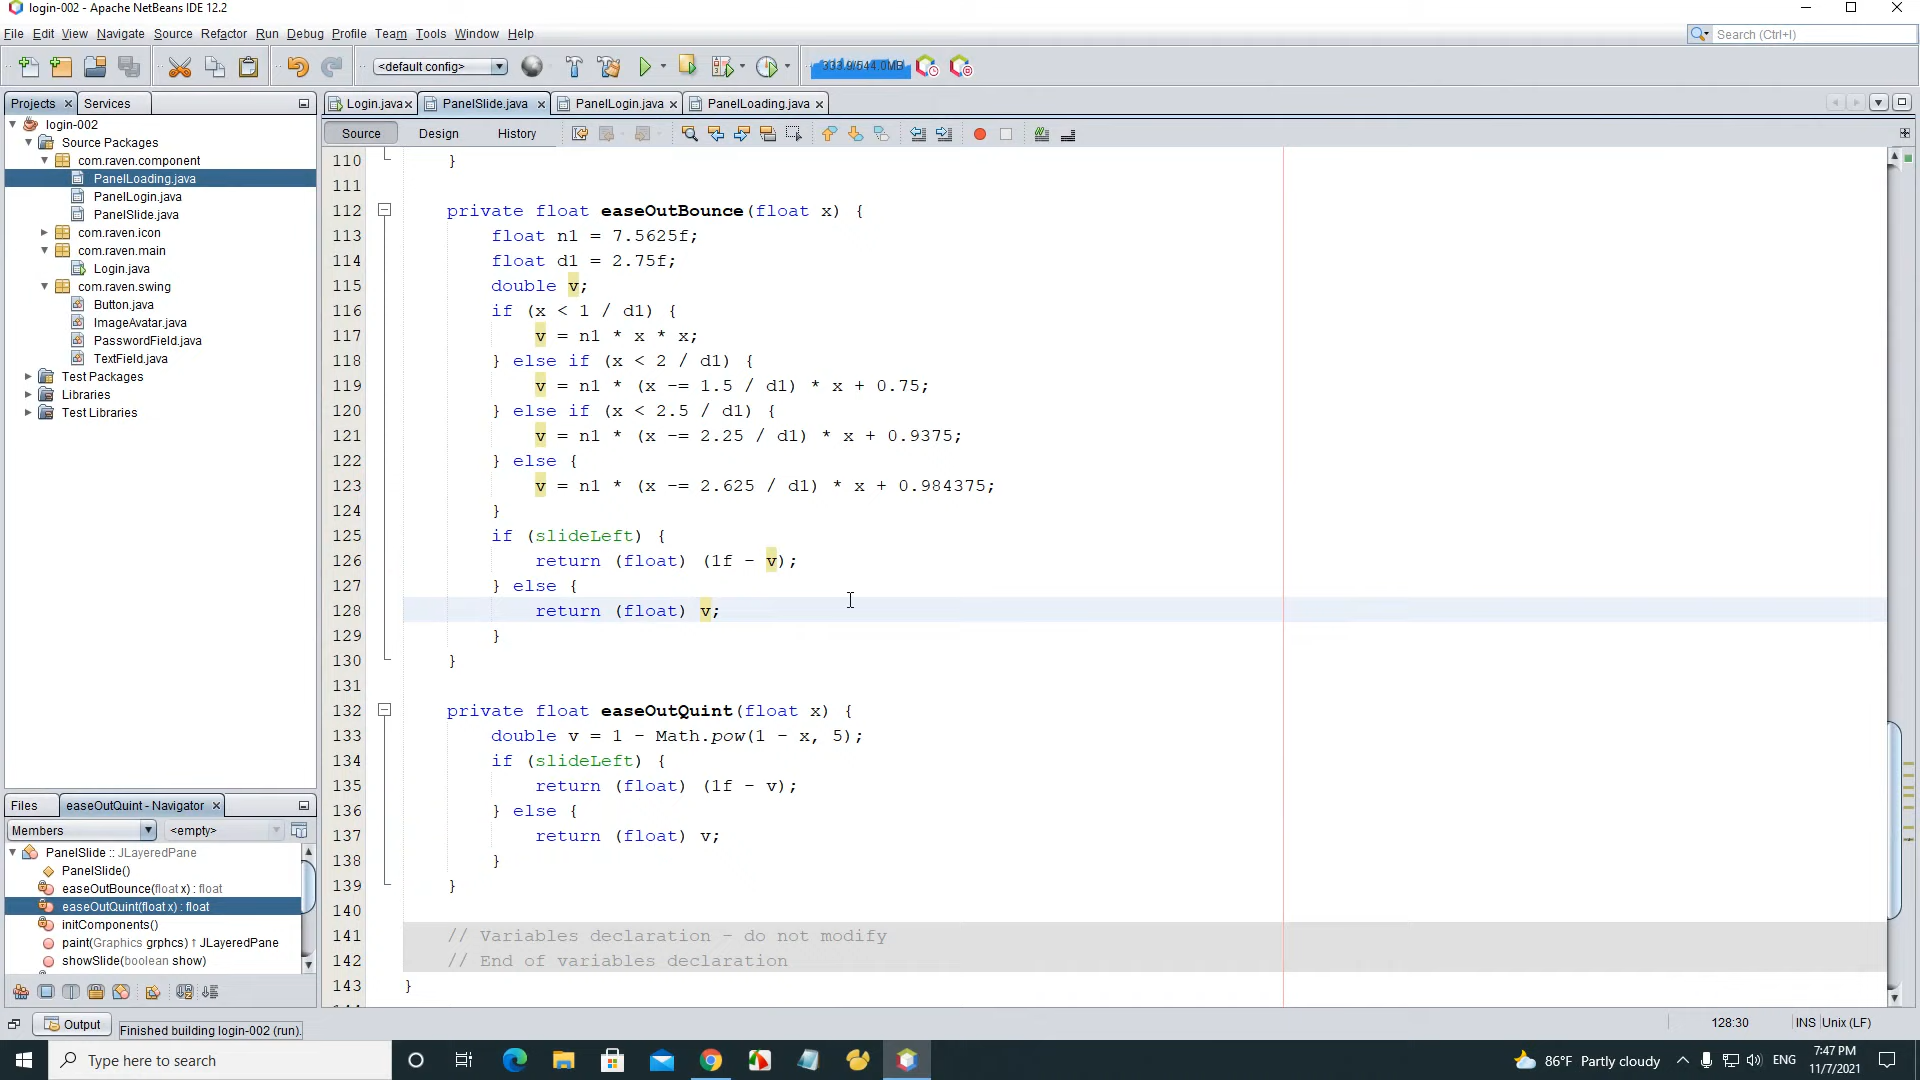 login-002 - Apache NetBeans IDE 12.2
File Edit View Navigate Source Refactor Run Debug Profile Team Tools Window Help
Search (Ctrl+I)
<default config>
333.9/544.0MB
Projects Services
Login.java PanelSlide.java PanelLogin.java PanelLoading.java
Source Design History
login-002
Source Packages
com.raven.component
PanelLoading.java
PanelLogin.java
PanelSlide.java
com.raven.icon
com.raven.main
Login.java
com.raven.swing
Button.java
ImageAvatar.java
PasswordField.java
TextField.java
Test Packages
Libraries
Test Libraries
110 }
111
112 private float easeOutBounce(float x) {
113 float n1 = 7.5625f;
114 float d1 = 2.75f;
115 double v;
116 if (x < 1 / d1) {
117 v = n1 * x * x;
118 } else if (x < 2 / d1) {
119 v = n1 * (x -= 1.5 / d1) * x + 0.75;
120 } else if (x < 2.5 / d1) {
121 v = n1 * (x -= 2.25 / d1) * x + 0.9375;
122 } else {
123 v = n1 * (x -= 2.625 / d1) * x + 0.984375;
124 }
125 if (slideLeft) {
126 return (float) (1f - v);
127 } else {
128 return (float) v;
129 }
130 }
131
132 private float easeOutQuint(float x) {
133 double v = 1 - Math.pow(1 - x, 5);
134 if (slideLeft) {
135 return (float) (1f - v);
136 } else {
137 return (float) v;
138 }
139 }
140
141 // Variables declaration - do not modify
142 // End of variables declaration
143 }
Files easeOutQuint - Navigator
Members <empty>
PanelSlide :: JLayeredPane
PanelSlide()
easeOutBounce(float x) : float
easeOutQuint(float x) : float
initComponents()
paint(Graphics grphcs) ↑ JLayeredPane
showSlide(boolean show)
Output Finished building login-002 (run).
128:30 INS Unix (LF)
Type here to search
86°F Partly cloudy ENG
7:47 PM
11/7/2021